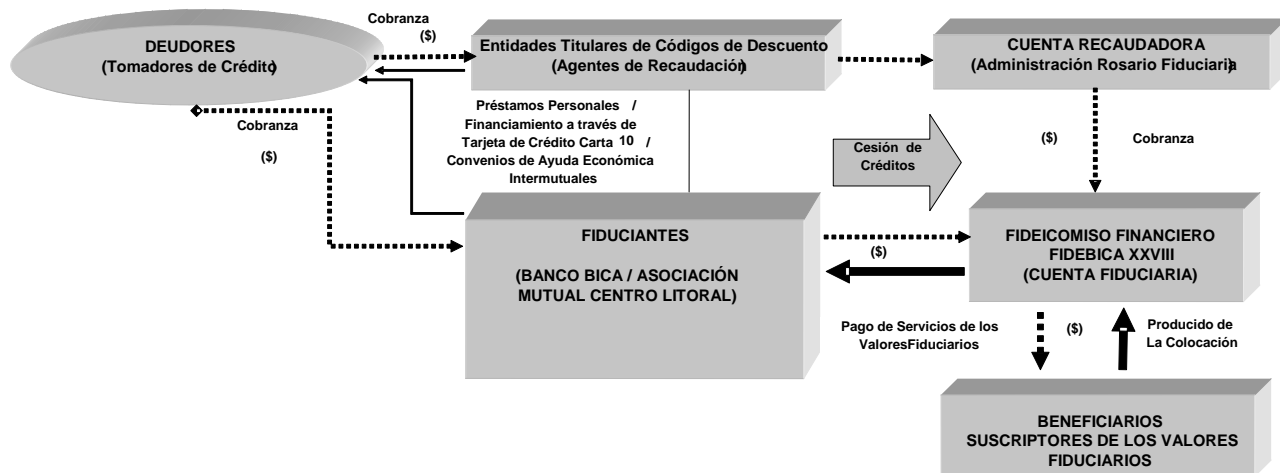 Cobranza
($)
DEUDORES
(Tomadores de Crédito)
Entidades Titulares de Códigos de Descuento
(Agentes de Recaudación)
CUENTA RECAUDADORA
(Administración Rosario Fiduciaria)
Cobranza
($)
Préstamos Personales /
Financiamiento a través de
Tarjeta de Crédito Carta 10 /
Convenios de Ayuda Económica
Intermutuales
Cesión de
Créditos
($)
Cobranza
FIDUCIANTES
(BANCO BICA / ASOCIACIÓN
MUTUAL CENTRO LITORAL)
($)
FIDEICOMISO FINANCIERO
FIDEBICA XXVIII
(CUENTA FIDUCIARIA)
Pago de Servicios de los
ValoresFiduciarios
($)
Producido de
La Colocación
BENEFICIARIOS
SUSCRIPTORES DE LOS VALORES
FIDUCIARIOS